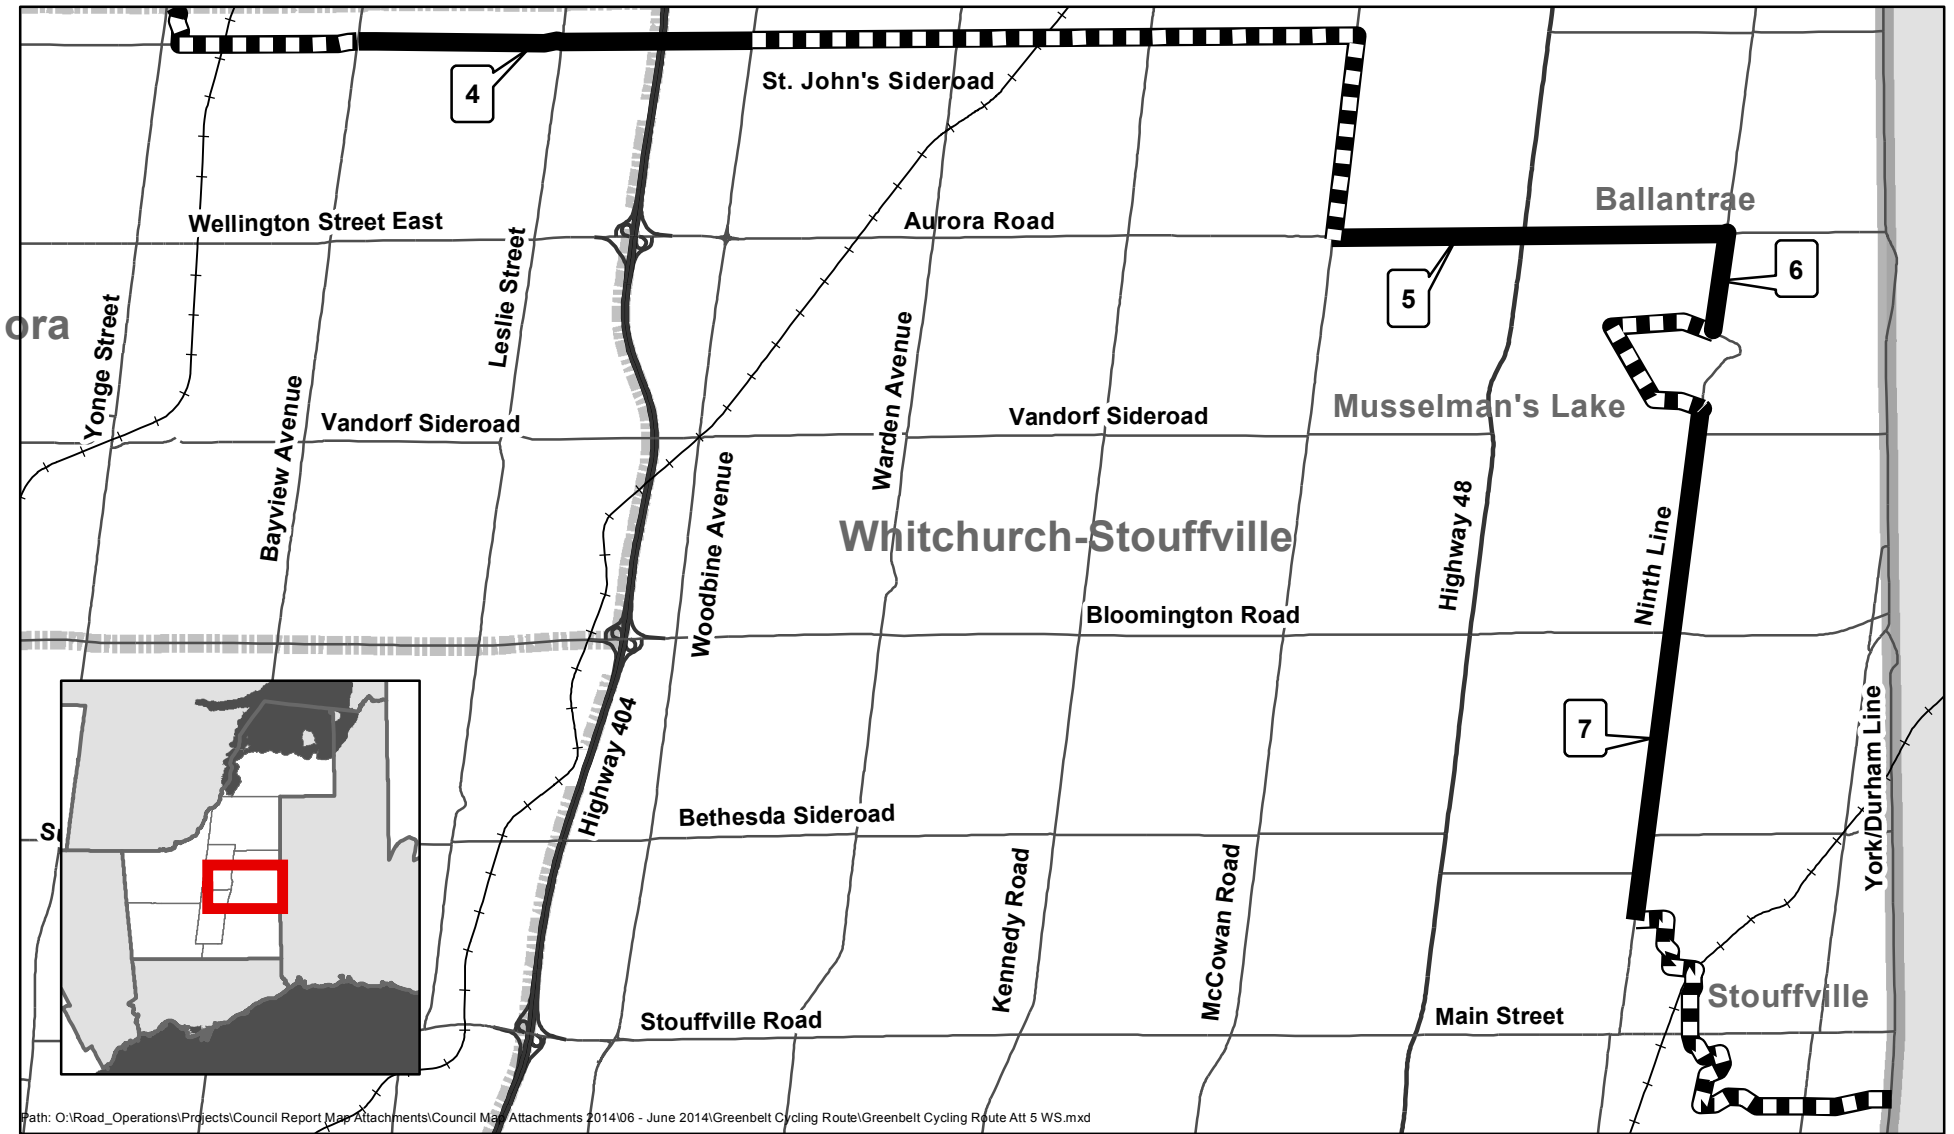 St. John's Sideroad
4
Ballantrae
Wellington Street East
Aurora Road
6
5
ora
Yonge Street
Leslie Street
Bayview Avenue
Warden Avenue
Vandorf Sideroad
Vandorf Sideroad
Musselman's Lake
Woodbine Avenue
Whitchurch-Stouffville
Highway 48
Ninth Line
Bloomington Road
7
Highway 404
York/Durham Line
Bethesda Sideroad
Kennedy Road
McCowan Road
Stouffville
Stouffville Road
Main Street
Path: O:\Road_Operations\Projects\Council Report Map Attachments\Council Map Attachments 2014\06 - June 2014\Greenbelt Cycling Route\Greenbelt Cycling Route Att 5 WS.mxd